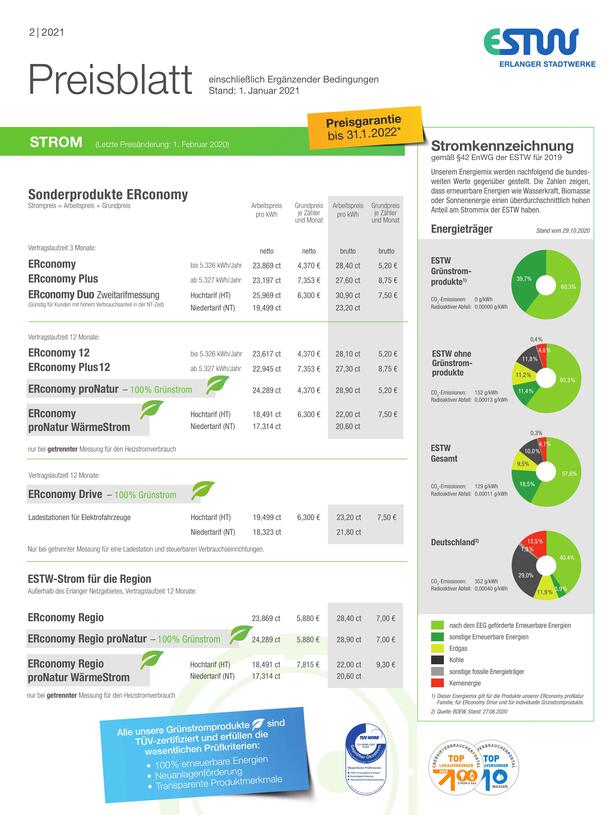 2 | 2021
ESTW
ERLANGER STADTWERKE
Preisblatt
einschließlich Ergänzender Bedingungen
Stand: 1. Januar 2021
Preisgarantie
bis 31.1.2022*
STROM (Letzte Preisänderung: 1. Februar 2020)
Sonderprodukte ERconomy
Strompreis = Arbeitspreis + Grundpreis
Arbeitspreis pro kWh Grundpreis je Zähler und Monat Arbeitspreis pro kWh Grundpreis je Zähler und Monat
Vertragslaufzeit 3 Monate: netto netto brutto brutto
ERconomy bis 5.326 kWh/Jahr 23,869 ct 4,370 € 28,40 ct 5,20 €
ERconomy Plus ab 5.327 kWh/Jahr 23,197 ct 7,353 € 27,60 ct 8,75 €
ERconomy Duo Zweitarifmessung Hochtarif (HT) 25,969 ct 6,300 € 30,90 ct 7,50 €
(Günstig für Kunden mit hohem Verbrauchsanteil in der NT-Zeit) Niedertarif (NT) 19,499 ct 23,20 ct
Vertragslaufzeit 12 Monate:
ERconomy 12 bis 5.326 kWh/Jahr 23,617 ct 4,370 € 28,10 ct 5,20 €
ERconomy Plus12 ab 5.327 kWh/Jahr 22,945 ct 7,353 € 27,30 ct 8,75 €
ERconomy proNatur – 100% Grünstrom 24,289 ct 4,370 € 28,90 ct 5,20 €
ERconomy Hochtarif (HT) 18,491 ct 6,300 € 22,00 ct 7,50 €
proNatur WärmeStrom Niedertarif (NT) 17,314 ct 20,60 ct
nur bei getrennter Messung für den Heizstromverbrauch
Vertragslaufzeit 12 Monate:
ERconomy Drive – 100% Grünstrom
Ladestationen für Elektrofahrzeuge Hochtarif (HT) 19,499 ct 6,300 € 23,20 ct 7,50 €
Niedertarif (NT) 18,323 ct 21,80 ct
Nur bei getrennter Messung für eine Ladestation und steuerbaren Verbrauchseinrichtungen.
ESTW-Strom für die Region
Außerhalb des Erlanger Netzgebietes, Vertragslaufzeit 12 Monate:
ERconomy Regio 23,869 ct 5,880 € 28,40 ct 7,00 €
ERconomy Regio proNatur – 100% Grünstrom 24,289 ct 5,880 € 28,90 ct 7,00 €
ERconomy Regio Hochtarif (HT) 18,491 ct 7,815 € 22,00 ct 9,30 €
proNatur WärmeStrom Niedertarif (NT) 17,314 ct 20,60 ct
nur bei getrennter Messung für den Heizstromverbrauch
Alle unsere Grünstromprodukte sind
TÜV-zertifiziert und erfüllen die
wesentlichen Prüfkriterien:
• 100% erneuerbare Energien
• Neuanlagenförderung
• Transparente Produktmerkmale
TÜV NORD
Stromkennzeichnung
gemäß §42 EnWG der ESTW für 2019
Unserem Energiemix werden nachfolgend die bundes-
weiten Werte gegenüber gestellt. Die Zahlen zeigen,
dass erneuerbare Energien wie Wasserkraft, Biomasse
oder Sonnenenergie einen überdurchschnittlich hohen
Anteil am Strommix der ESTW haben.
Energieträger Stand vom 29.10.2020
ESTW
Grünstrom-
produkte1)
CO2-Emissionen: 0 g/kWh
Radioaktiver Abfall: 0,00000 g/kWh
39,7%
60,3%
ESTW ohne
Grünstrom-
produkte
CO2-Emissionen: 152 g/kWh
Radioaktiver Abfall: 0,00013 g/kWh
0,4%
4,8%
11,8%
11,2%
11,4%
60,3%
ESTW
Gesamt
CO2-Emissionen: 129 g/kWh
Radioaktiver Abfall: 0,00011 g/kWh
0,3%
4,1%
10,0%
9,5%
18,5%
57,6%
Deutschland2)
CO2-Emissionen: 352 g/kWh
Radioaktiver Abfall: 0,00040 g/kWh
13,5%
29,0%
11,9%
40,4%
nach dem EEG geförderte Erneuerbare Energien
sonstige Erneuerbare Energien
Erdgas
Kohle
sonstige fossile Energieträger
Kernenergie
1) Dieser Energiemix gilt für die Produkte unserer ERconomy proNatur
Familie, für ERconomy Drive und für individuelle Grünstromprodukte.
2) Quelle: BDEW, Stand: 27.08.2020
ENERGIEVERBRAUCHERPORTAL
TOP
LOKALVERSORGER
STROM & GAS
TOP
WASSER